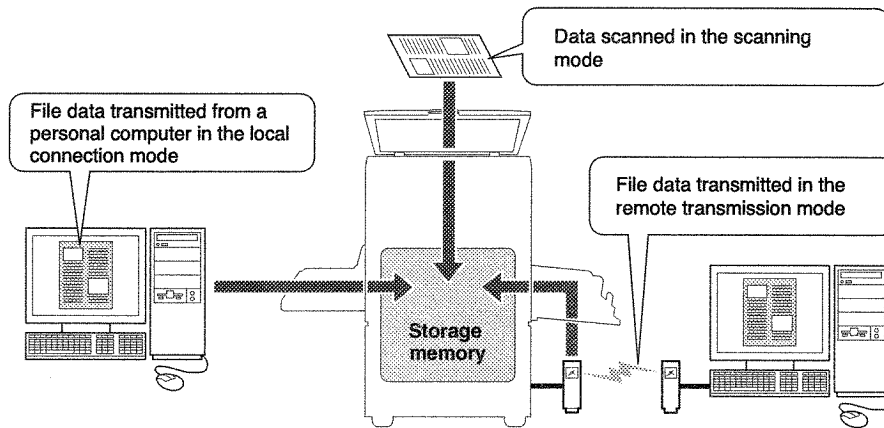 Data scanned in the scanning
mode
File data transmitted from a
personal computer in the local
connection mode
File data transmitted in the
remote transmission mode
Storage
memory